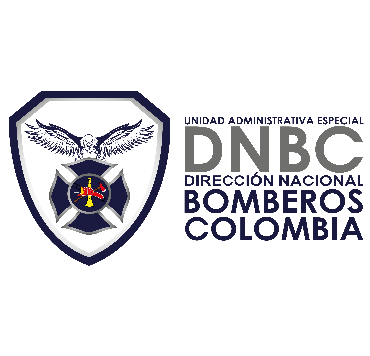 UNIDAD ADMINISTRATIVA ESPECIAL
DNBC
DIRECCIÓN NACIONAL
BOMBEROS
COLOMBIA